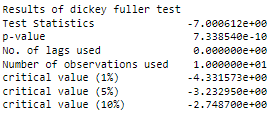 Results of dickey fuller test
Test Statistics -7.000612e+00
p-value 7.338540e-10
No. of lags used 0.000000e+00
Number of observations used 1.000000e+01
critical value (1%) -4.331573e+00
critical value (5%) -3.232950e+00
critical value (10%) -2.748700e+00